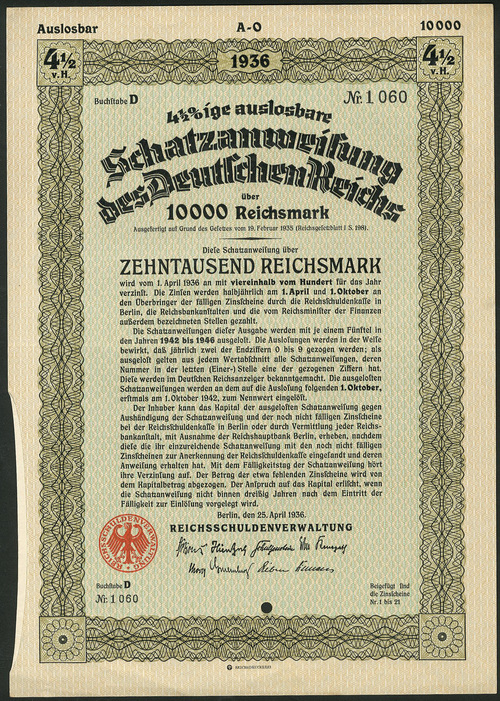 Auslosbar A-O 10000
4½ v.H. 1936 4½ v.H.
Buchstabe D Nr. 1060
4½%ige auslosbare
Schatzanweisung
des Deutschen Reichs
über
10000 Reichsmark
Ausgefertigt auf Grund des Gesetzes vom 19. Februar 1935 (Reichsgesetzblatt I S. 198).
Diese Schatzanweisung über
ZEHNTAUSEND REICHSMARK
wird vom 1. April 1936 an mit viereinhalb vom Hundert für das Jahr
verzinst. Die Zinsen werden halbjährlich am 1. April und 1. Oktober an
den Überbringer der fälligen Zinsscheine durch die Reichsschuldenkasse in
Berlin, die Reichsbankanstalten und die vom Reichsminister der Finanzen
außerdem bezeichneten Stellen gezahlt.
Die Schatzanweisungen dieser Ausgabe werden mit je einem Fünftel in
den Jahren 1942 bis 1946 ausgelost. Die Auslosungen werden in der Weise
bewirkt, daß jährlich zwei der Endziffern 0 bis 9 gezogen werden; als
ausgelost gelten aus jedem Wertabschnitt alle Schatzanweisungen, deren
Nummer in der letzten (Einer-) Stelle eine der gezogenen Ziffern hat.
Diese werden im Deutschen Reichsanzeiger bekanntgemacht. Die ausgelosten
Schatzanweisungen werden an dem auf die Auslosung folgenden 1. Oktober,
erstmals am 1. Oktober 1942, zum Nennwert eingelöst.
Der Inhaber kann das Kapital der ausgelosten Schatzanweisung gegen
Aushändigung der Schatzanweisung und der noch nicht fälligen Zinsscheine
bei der Reichsschuldenkasse in Berlin oder durch Vermittlung jeder Reichs-
bankanstalt, mit Ausnahme der Reichshauptbank Berlin, erheben, nachdem
diese die ihr einzureichende Schatzanweisung mit den noch nicht fälligen
Zinsscheinen zur Anerkennung der Reichsschuldenkasse eingesandt und deren
Anweisung erhalten hat. Mit dem Fälligkeitstag der Schatzanweisung hört
ihre Verzinsung auf. Der Betrag der etwa fehlenden Zinsscheine wird von
dem Kapitalbetrag abgezogen. Der Anspruch auf das Kapital erlischt, wenn
die Schatzanweisung nicht binnen dreißig Jahren nach dem Eintritt der
Fälligkeit zur Einlösung vorgelegt wird.
Berlin, den 25. April 1936.
REICHSSCHULDENVERWALTUNG
REICHSSCHULDENVERWALTUNG
Buchstabe D
Nr. 1060
Beigefügt sind
die Zinsscheine
Nr. 1 bis 21
REICHSDRUCKEREI